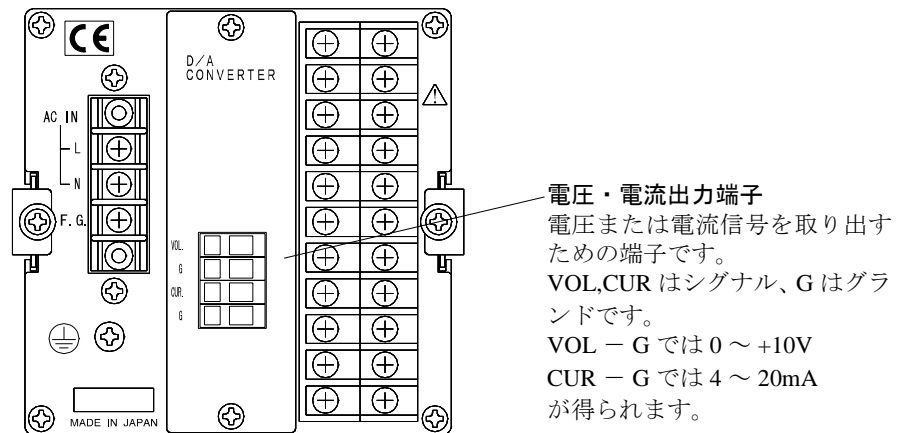 CE
D/A
CONVERTER
AC IN
L
N
F.G.
VOL.
G
CUR.
G
MADE IN JAPAN
電圧・電流出力端子
電圧または電流信号を取り出す
ための端子です。
VOL,CUR はシグナル、G はグラ
ンドです。
VOL － G では 0 ～ +10V
CUR － G では 4 ～ 20mA
が得られます。